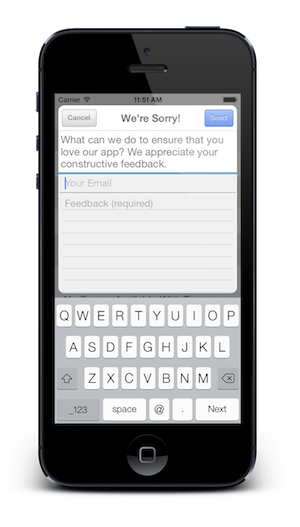 Carrier 11:51 AM
Cancel We're Sorry! Send
What can we do to ensure that you
love our app? We appreciate your
constructive feedback.
Your Email
Feedback (required)
Q W E R T Y U I O P
A S D F G H J K L
Z X C V B N M
_123 space @ . Next